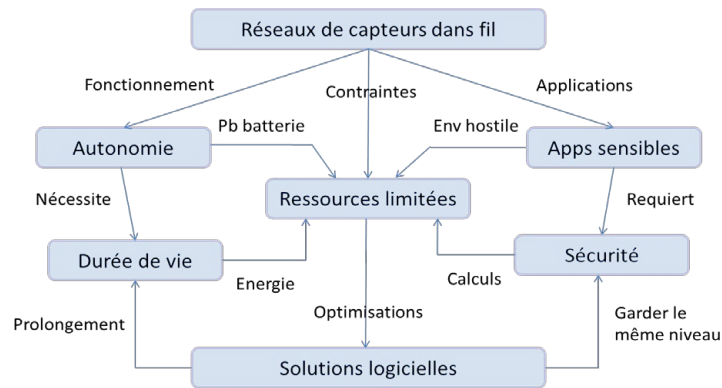 Réseaux de capteurs dans fil
Fonctionnement
Contraintes
Applications
Pb batterie
Env hostile
Autonomie
Apps sensibles
Nécessite
Ressources limitées
Requiert
Durée de vie
Sécurité
Energie
Calculs
Prolongement
Optimisations
Garder le
même niveau
Solutions logicielles